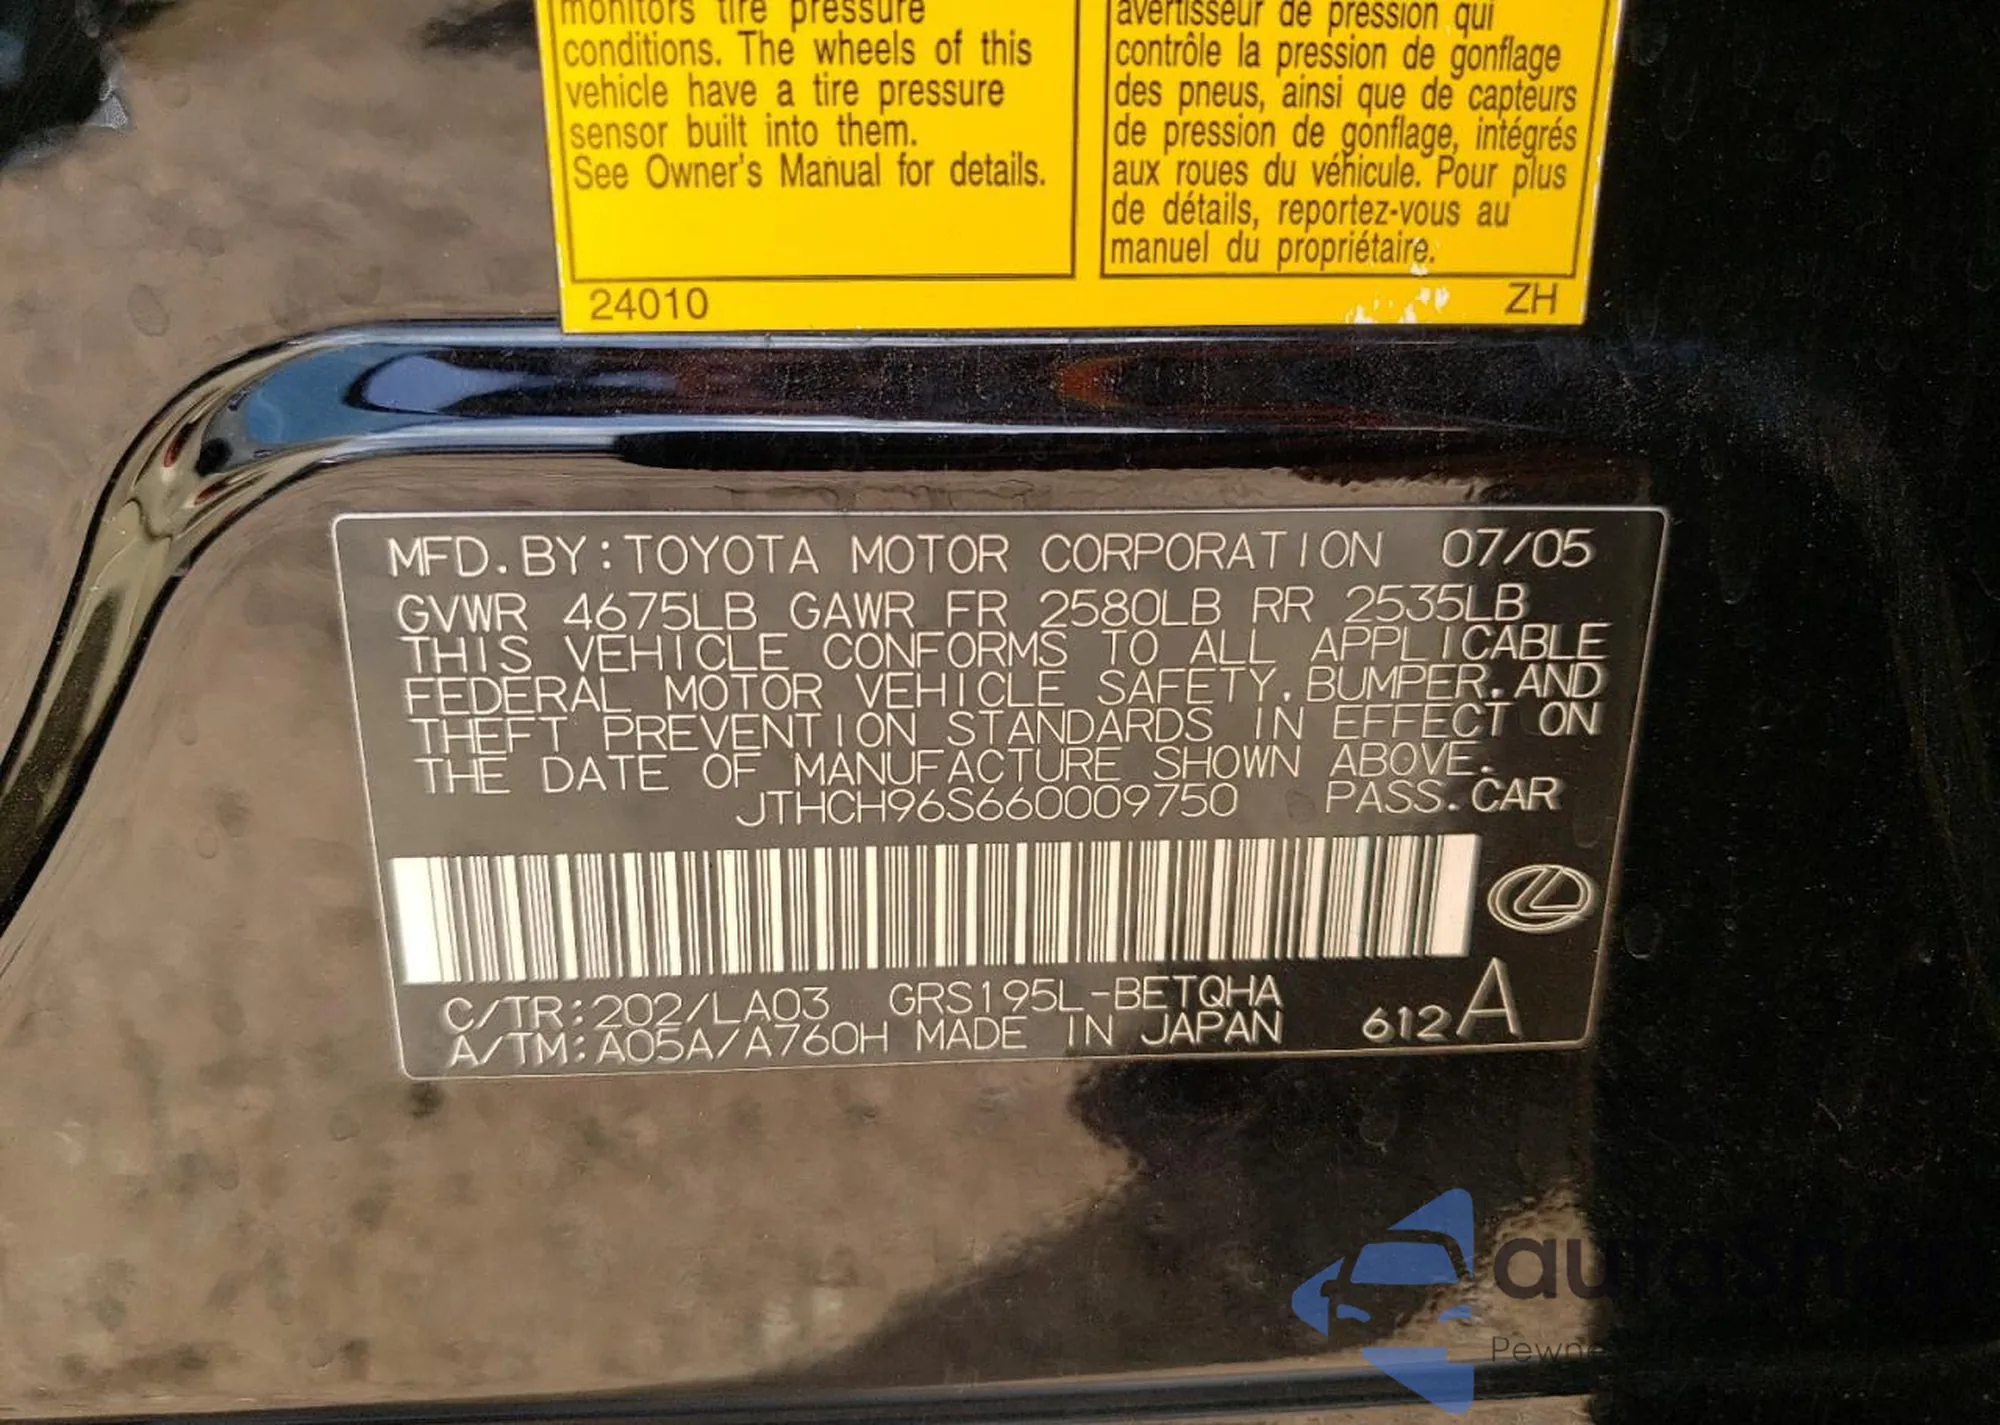 monitors tire pressure
conditions. The wheels of this
vehicle have a tire pressure
sensor built into them.
See Owner's Manual for details.
24010
avertisseur de pression qui
contrôle la pression de gonflage
des pneus, ainsi que de capteurs
de pression de gonflage, intégrés
aux roues du véhicule. Pour plus
de détails, reportez-vous au
manuel du propriétaire.
ZH
MFD. BY: TOYOTA MOTOR CORPORATION 07/05
GVWR 4675LB GAWR FR 2580LB RR 2535LB
THIS VEHICLE CONFORMS TO ALL APPLICABLE
FEDERAL MOTOR VEHICLE SAFETY, BUMPER, AND
THEFT PREVENTION STANDARDS IN EFFECT ON
THE DATE OF MANUFACTURE SHOWN ABOVE.
JTHCH96S660009750 PASS. CAR
C/TR: 202/LA03 GRS195L-BETQHA
A/TM: A05A/A760H MADE IN JAPAN 612A
aurasnap